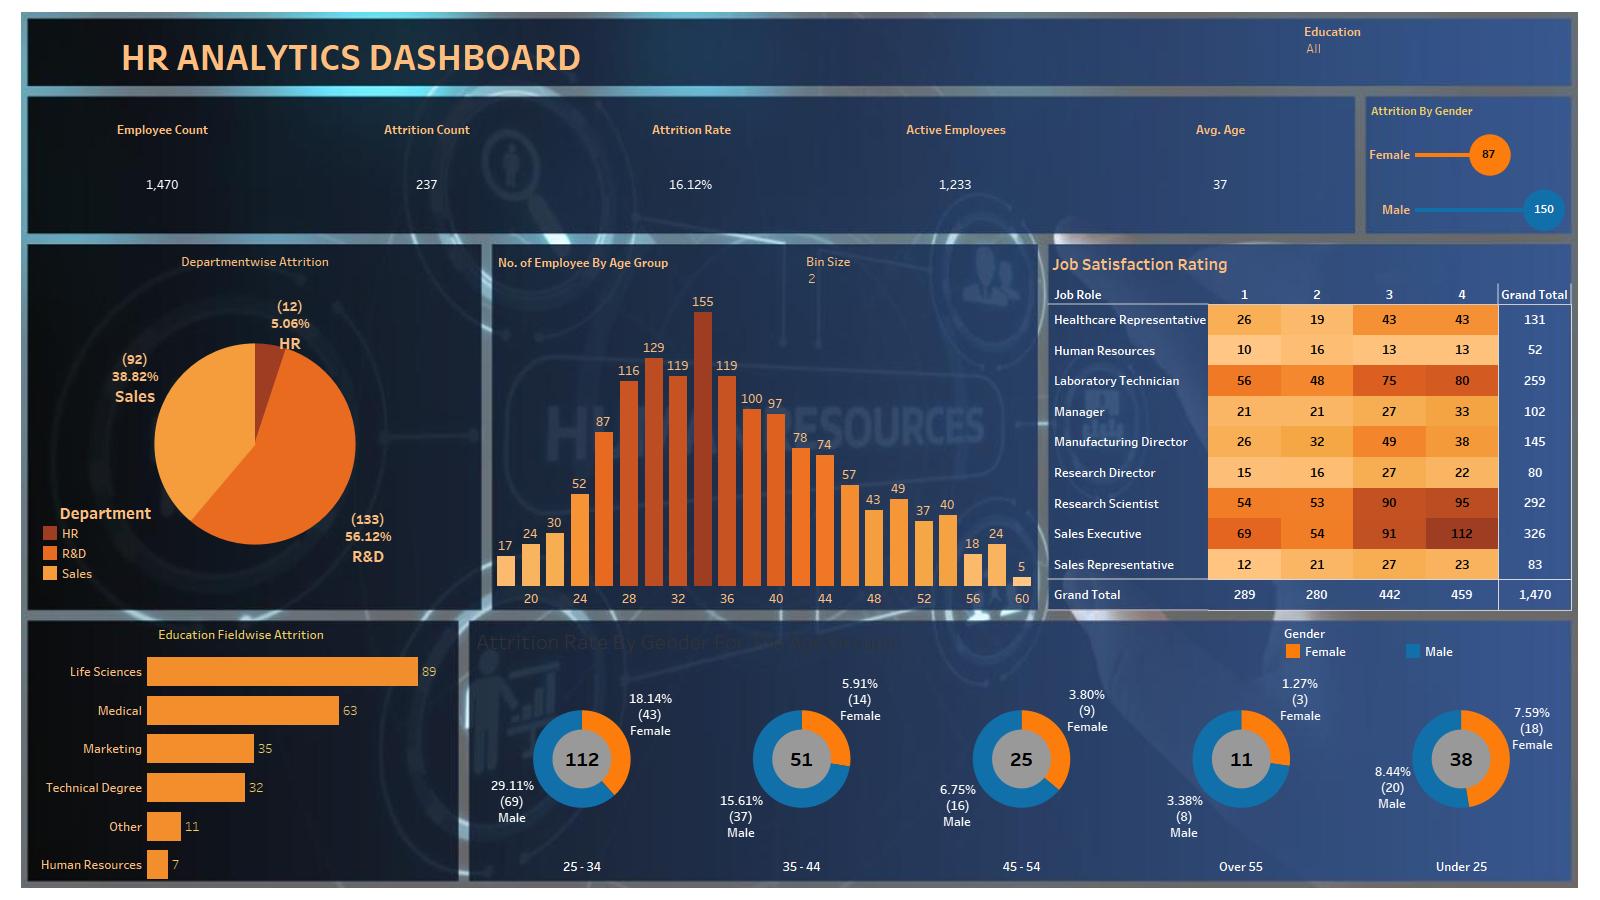 HR ANALYTICS DASHBOARD
Education
All
Employee Count
Attrition Count
Attrition Rate
Active Employees
Avg. Age
1,470
237
16.12%
1,233
37
Attrition By Gender
Female 87
Male 150
Departmentwise Attrition
(12)
5.06%
HR
(92)
38.82%
Sales
(133)
56.12%
R&D
Department
HR
R&D
Sales
No. of Employee By Age Group
Bin Size
2
17 24 30 52 87 116 129 119 155 119 100 97 78 74 57 43 49 37 40 18 24 5
20 24 28 32 36 40 44 48 52 56 60
HUMAN RESOURCES
Job Satisfaction Rating
Job Role 1 2 3 4 Grand Total
Healthcare Representative 26 19 43 43 131
Human Resources 10 16 13 13 52
Laboratory Technician 56 48 75 80 259
Manager 21 21 27 33 102
Manufacturing Director 26 32 49 38 145
Research Director 15 16 27 22 80
Research Scientist 54 53 90 95 292
Sales Executive 69 54 91 112 326
Sales Representative 12 21 27 23 83
Grand Total 289 280 442 459 1,470
Education Fieldwise Attrition
Life Sciences 89
Medical 63
Marketing 35
Technical Degree 32
Other 11
Human Resources 7
Attrition Rate By Gender For
Gender
Female
Male
18.14%
(43)
Female
112
29.11%
(69)
Male
25 - 34
5.91%
(14)
Female
51
15.61%
(37)
Male
35 - 44
3.80%
(9)
Female
25
6.75%
(16)
Male
45 - 54
1.27%
(3)
Female
11
3.38%
(8)
Male
Over 55
7.59%
(18)
Female
38
8.44%
(20)
Male
Under 25